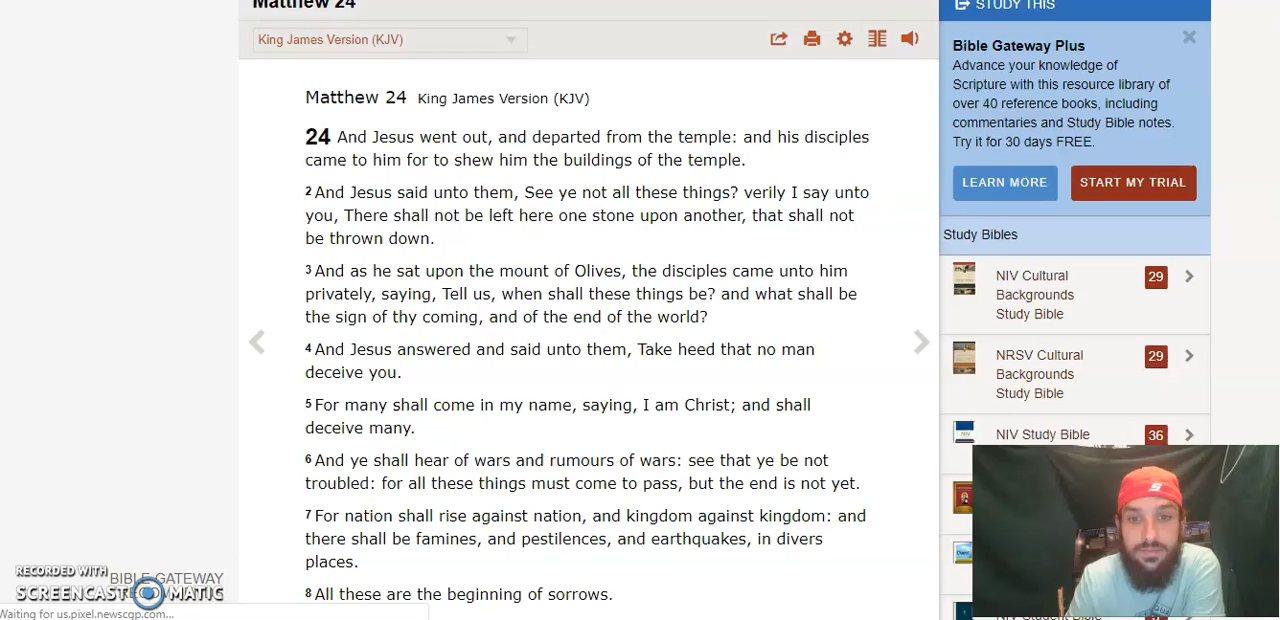 Matthew 24
STUDY THIS
King James Version (KJV)
Matthew 24 King James Version (KJV)
24 And Jesus went out, and departed from the temple: and his disciples
came to him for to shew him the buildings of the temple.
2 And Jesus said unto them, See ye not all these things? verily I say unto
you, There shall not be left here one stone upon another, that shall not
be thrown down.
3 And as he sat upon the mount of Olives, the disciples came unto him
privately, saying, Tell us, when shall these things be? and what shall be
the sign of thy coming, and of the end of the world?
4 And Jesus answered and said unto them, Take heed that no man
deceive you.
5 For many shall come in my name, saying, I am Christ; and shall
deceive many.
6 And ye shall hear of wars and rumours of wars: see that ye be not
troubled: for all these things must come to pass, but the end is not yet.
7 For nation shall rise against nation, and kingdom against kingdom: and
there shall be famines, and pestilences, and earthquakes, in divers
places.
8 All these are the beginning of sorrows.
Bible Gateway Plus
Advance your knowledge of
Scripture with this resource library of
over 40 reference books, including
commentaries and Study Bible notes.
Try it for 30 days FREE.
LEARN MORE START MY TRIAL
Study Bibles
NIV Cultural
Backgrounds
Study Bible
29
NRSV Cultural
Backgrounds
Study Bible
29
NIV Study Bible 36
NIV Student Bible
RECORDED WITH
BIBLE GATEWAY
SCREENCAST MATIC
Waiting for us.pixel.newscgp.com...